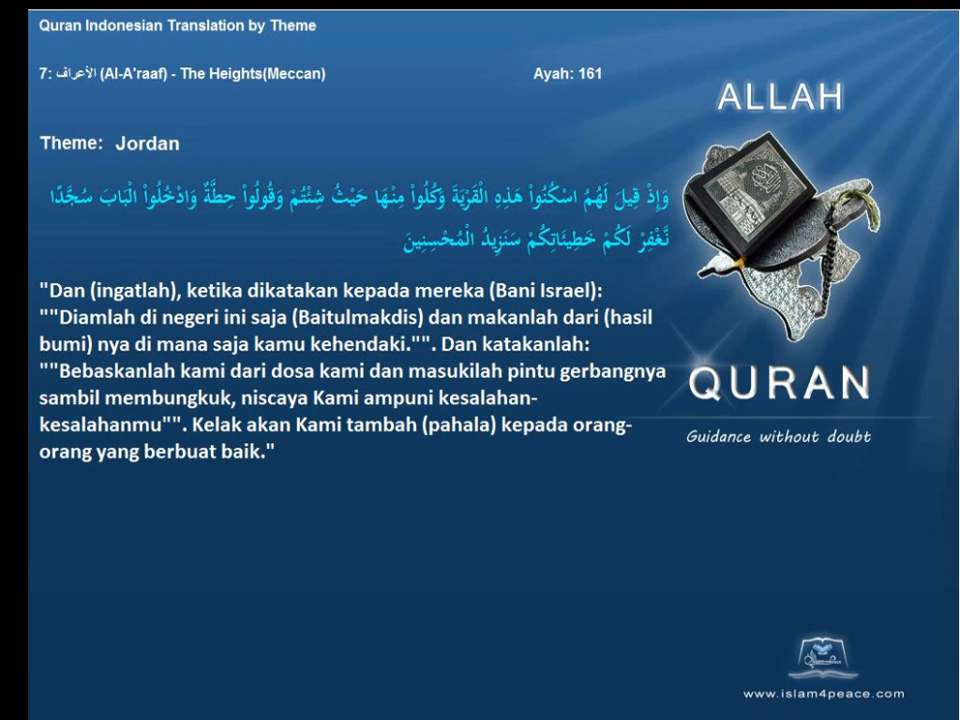 Quran Indonesian Translation by Theme
7: الأعراف (Al-A'raaf) - The Heights(Meccan) Ayah: 161
Theme: Jordan
وَإِذْ قِيلَ لَهُمُ اسْكُنُواْ هَذِهِ الْقَرْيَةَ وَكُلُواْ مِنْهَا حَيْثُ شِئْتُمْ وَقُولُواْ حِطَّةٌ وَادْخُلُواْ الْبَابَ سُجَّدًا
نَّغْفِرْ لَكُمْ خَطِيئَاتِكُمْ سَنَزِيدُ الْمُحْسِنِينَ
"Dan (ingatlah), ketika dikatakan kepada mereka (Bani Israel):
""Diamlah di negeri ini saja (Baitulmakdis) dan makanlah dari (hasil
bumi) nya di mana saja kamu kehendaki."". Dan katakanlah:
""Bebaskanlah kami dari dosa kami dan masukilah pintu gerbangnya
sambil membungkuk, niscaya Kami ampuni kesalahan-
kesalahanmu"". Kelak akan Kami tambah (pahala) kepada orang-
orang yang berbuat baik."
ALLAH
QURAN
Guidance without doubt
www.islam4peace.com